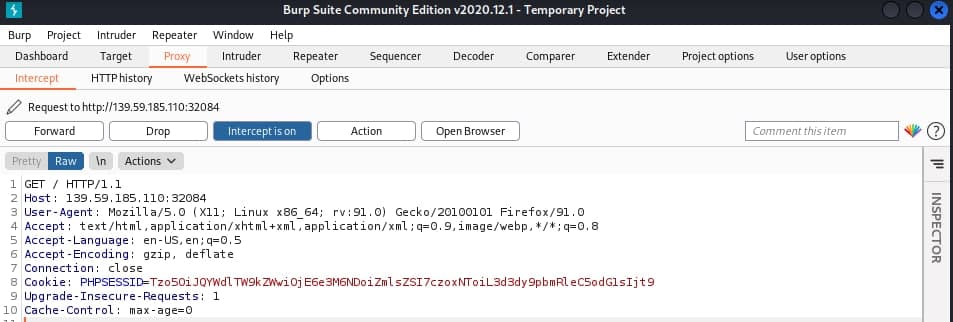 Burp Suite Community Edition v2020.12.1 - Temporary Project
Burp Project Intruder Repeater Window Help
Dashboard Target Proxy Intruder Repeater Sequencer Decoder Comparer Extender Project options User options
Intercept HTTP history WebSockets history Options
Request to http://139.59.185.110:32084
Forward Drop Intercept is on Action Open Browser Comment this item ?
Pretty Raw \n Actions
INSPECTOR
1 GET / HTTP/1.1
2 Host: 139.59.185.110:32084
3 User-Agent: Mozilla/5.0 (X11; Linux x86_64; rv:91.0) Gecko/20100101 Firefox/91.0
4 Accept: text/html,application/xhtml+xml,application/xml;q=0.9,image/webp,*/*;q=0.8
5 Accept-Language: en-US,en;q=0.5
6 Accept-Encoding: gzip, deflate
7 Connection: close
8 Cookie: PHPSESSID=Tzo5OiJQYWdlTW9kZWwiOjE6e3M6NDoiZmlsZSI7czoxNToiL3d3dy9pbmRleC5odG1sIjt9
9 Upgrade-Insecure-Requests: 1
10 Cache-Control: max-age=0
11